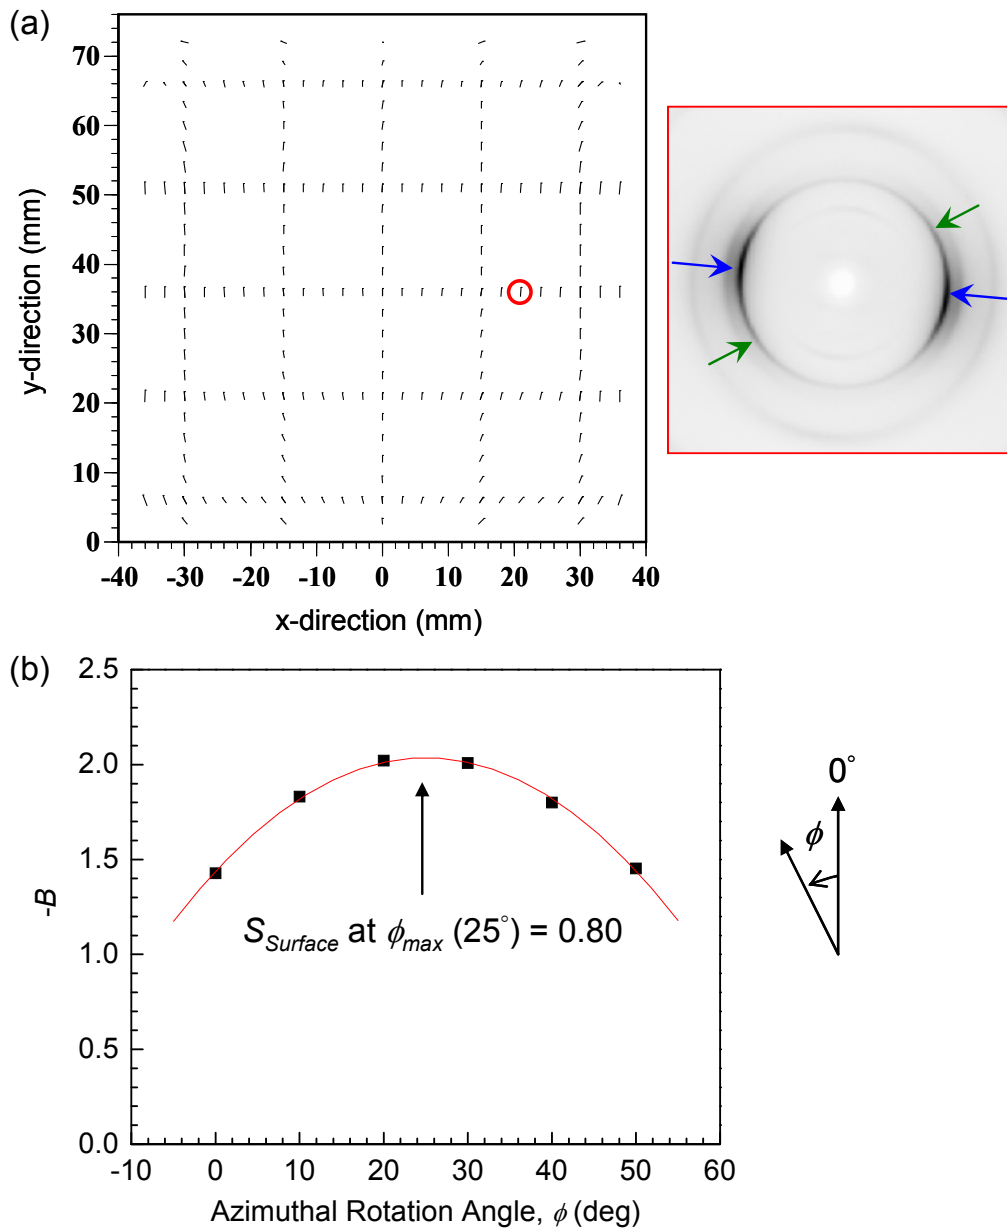 (a)
70
60
50
40
30
20
10
0
y-direction (mm)
-40 -30 -20 -10 0 10 20 30 40
x-direction (mm)
(b)
2.5
2.0
1.5
1.0
0.5
0.0
-B
S_Surface at ϕ_max (25°) = 0.80
-10 0 10 20 30 40 50 60
Azimuthal Rotation Angle, ϕ (deg)
0°
ϕ